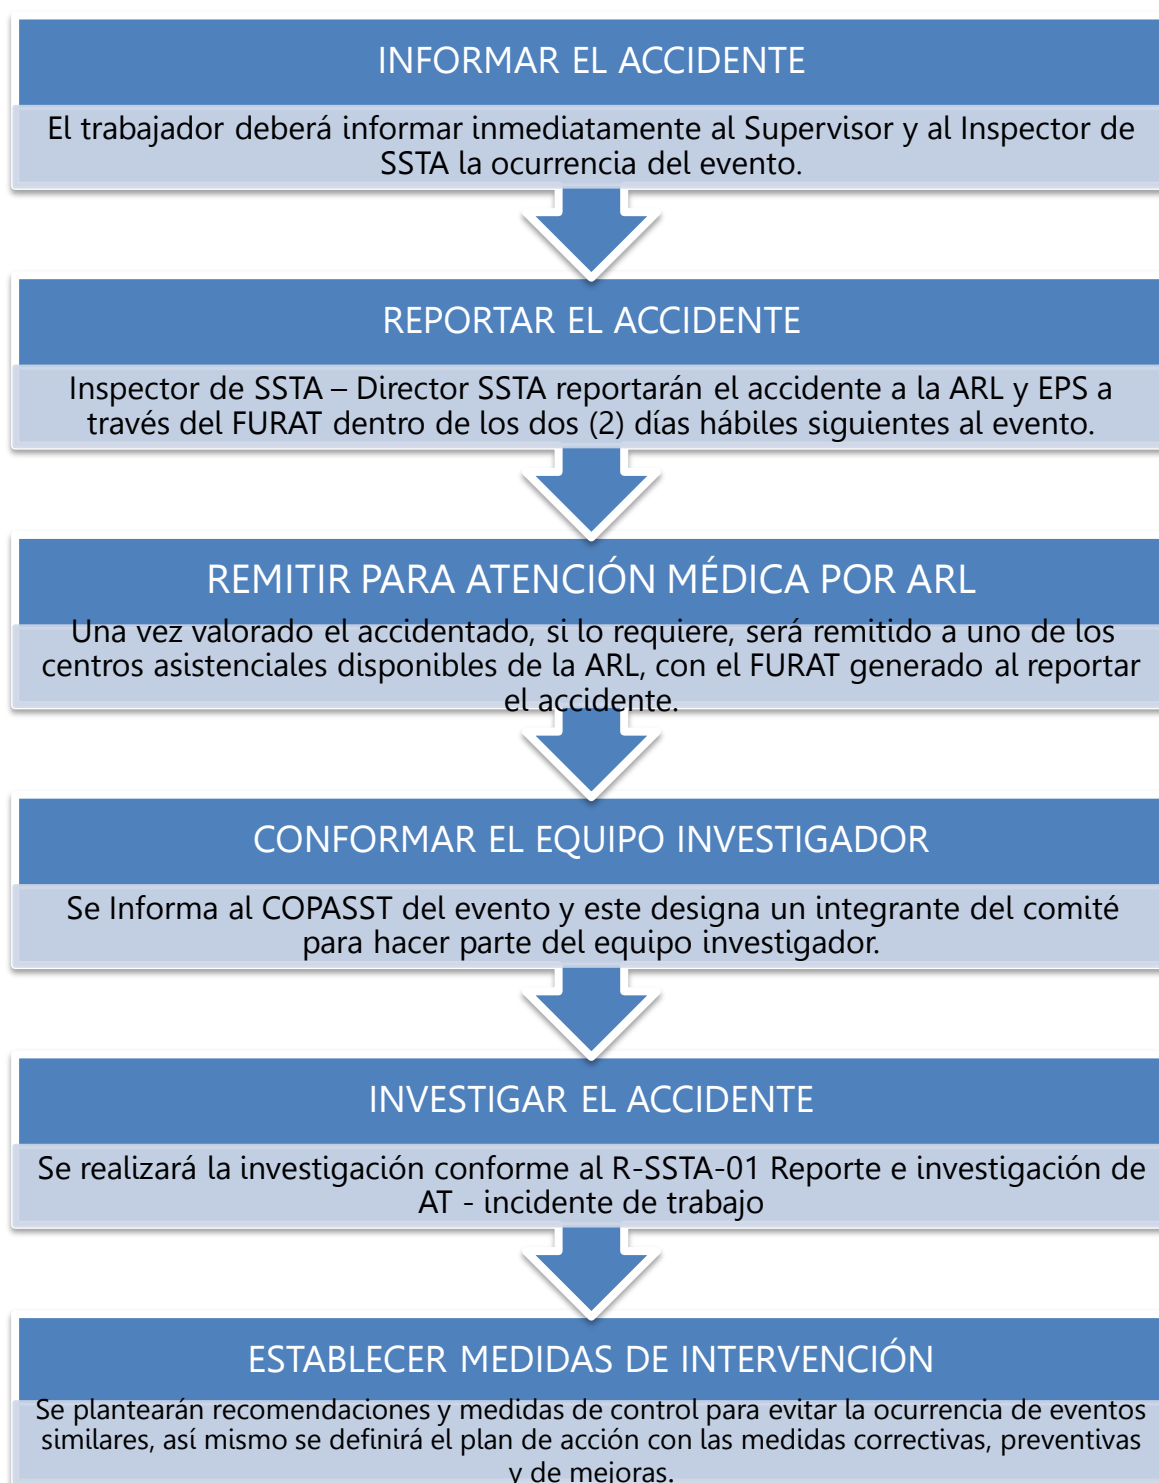 INFORMAR EL ACCIDENTE
El trabajador deberá informar inmediatamente al Supervisor y al Inspector de
SSTA la ocurrencia del evento.
REPORTAR EL ACCIDENTE
Inspector de SSTA – Director SSTA reportarán el accidente a la ARL y EPS a
través del FURAT dentro de los dos (2) días hábiles siguientes al evento.
REMITIR PARA ATENCIÓN MÉDICA POR ARL
Una vez valorado el accidentado, si lo requiere, será remitido a uno de los
centros asistenciales disponibles de la ARL, con el FURAT generado al reportar
el accidente.
CONFORMAR EL EQUIPO INVESTIGADOR
Se Informa al COPASST del evento y este designa un integrante del comité
para hacer parte del equipo investigador.
INVESTIGAR EL ACCIDENTE
Se realizará la investigación conforme al R-SSTA-01 Reporte e investigación de
AT - incidente de trabajo
ESTABLECER MEDIDAS DE INTERVENCIÓN
Se plantearán recomendaciones y medidas de control para evitar la ocurrencia de eventos
similares, así mismo se definirá el plan de acción con las medidas correctivas, preventivas
y de mejoras.